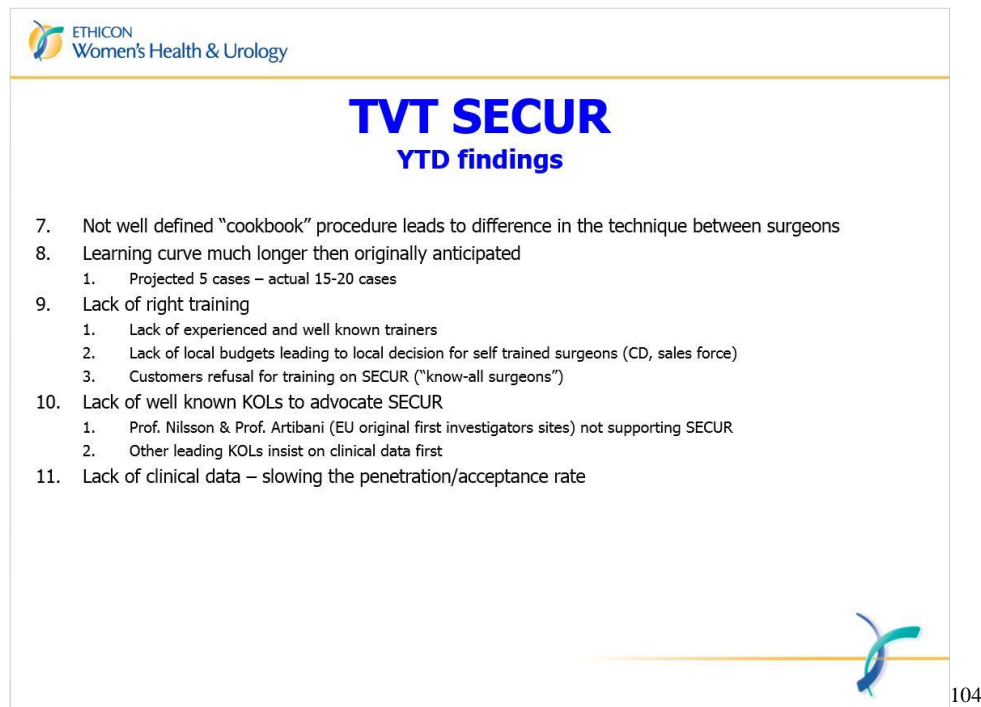 ETHICON
Women's Health & Urology
TVT SECUR
YTD findings
7. Not well defined “cookbook” procedure leads to difference in the technique between surgeons
8. Learning curve much longer then originally anticipated
1. Projected 5 cases – actual 15-20 cases
9. Lack of right training
1. Lack of experienced and well known trainers
2. Lack of local budgets leading to local decision for self trained surgeons (CD, sales force)
3. Customers refusal for training on SECUR (“know-all surgeons”)
10. Lack of well known KOLs to advocate SECUR
1. Prof. Nilsson & Prof. Artibani (EU original first investigators sites) not supporting SECUR
2. Other leading KOLs insist on clinical data first
11. Lack of clinical data – slowing the penetration/acceptance rate
104